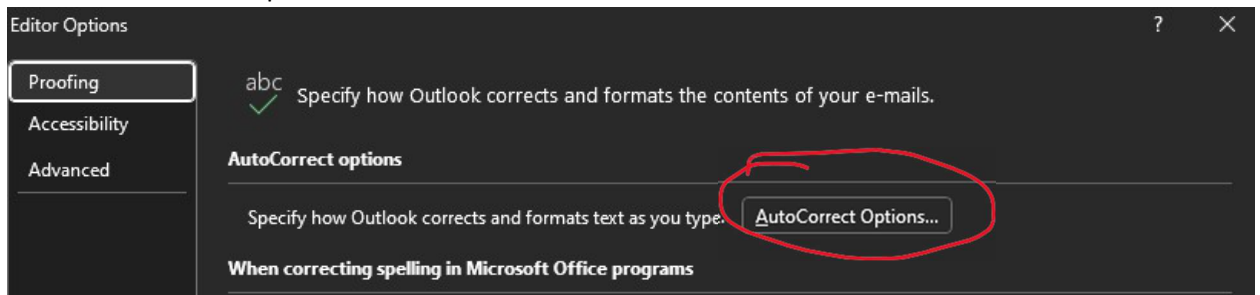 Editor Options ? ×
Proofing
Accessibility
Advanced
abc
Specify how Outlook corrects and formats the contents of your e-mails.
AutoCorrect options
Specify how Outlook corrects and formats text as you type. AutoCorrect Options...
When correcting spelling in Microsoft Office programs